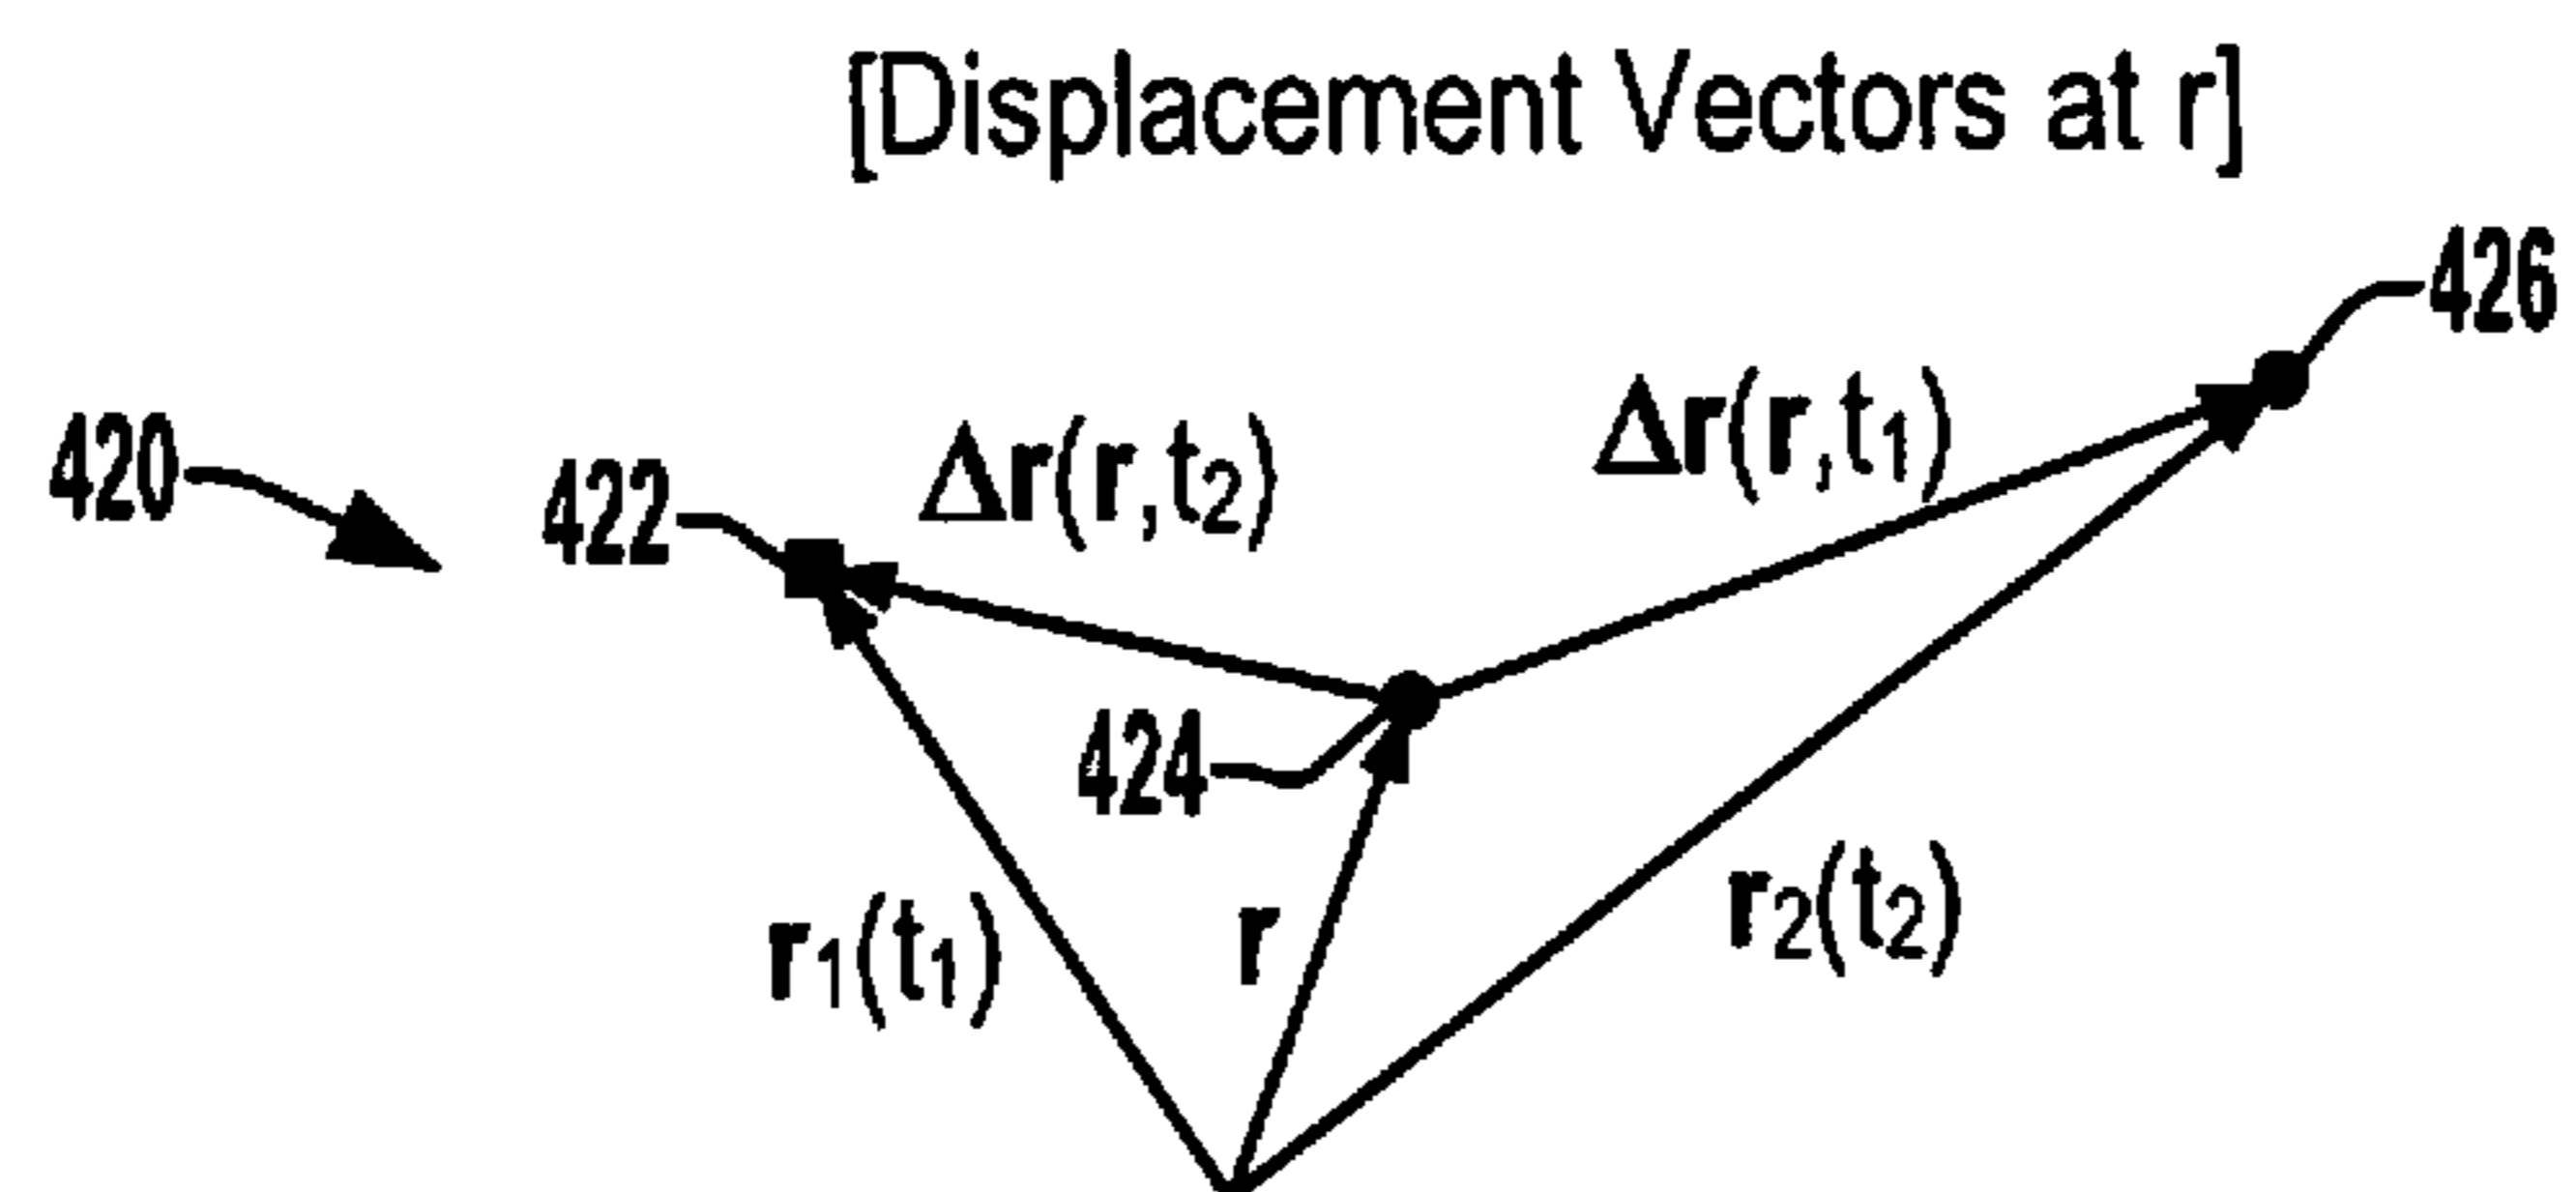 [Displacement Vectors at r]
426
Δr(r,t₁)
420
422
Δr(r,t₂)
424
r₁(t₁)
r
r₂(t₂)